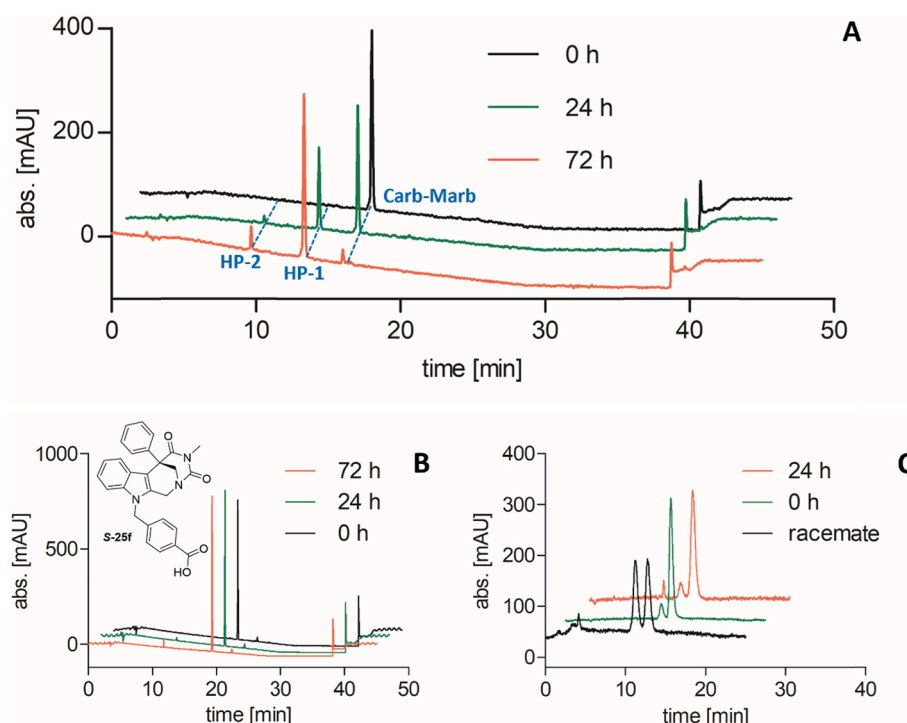 A
400
200
0
abs. [mAU]
0 h
24 h
72 h
Carb-Marb
HP-2
HP-1
0 10 20 30 40 50
time [min]
B
1000
500
0
abs. [mAU]
N
O
N
O
N
N
S-25f
O
HO
72 h
24 h
0 h
0 10 20 30 40 50
time [min]
C
400
300
200
100
0
abs. [mAU]
24 h
0 h
racemate
0 10 20 30 40
time [min]